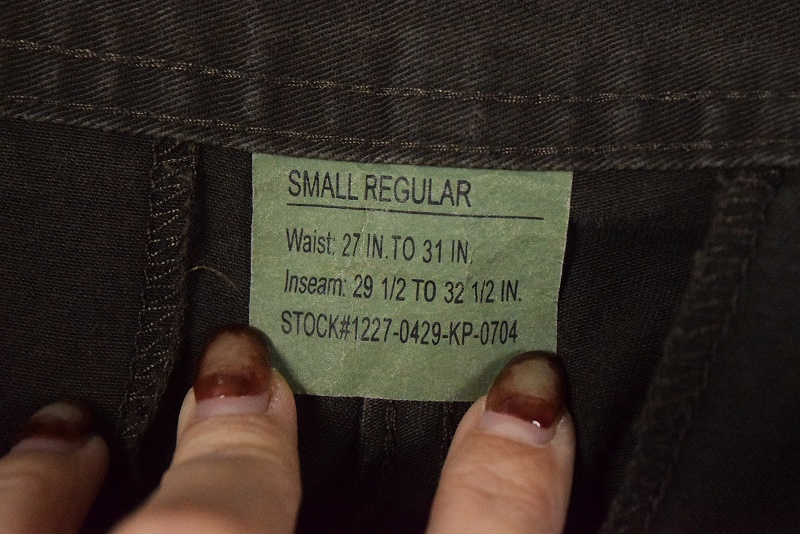 SMALL REGULAR
Waist: 27 IN. TO 31 IN.
Inseam: 29 1/2 TO 32 1/2 IN.
STOCK#1227-0429-KP-0704